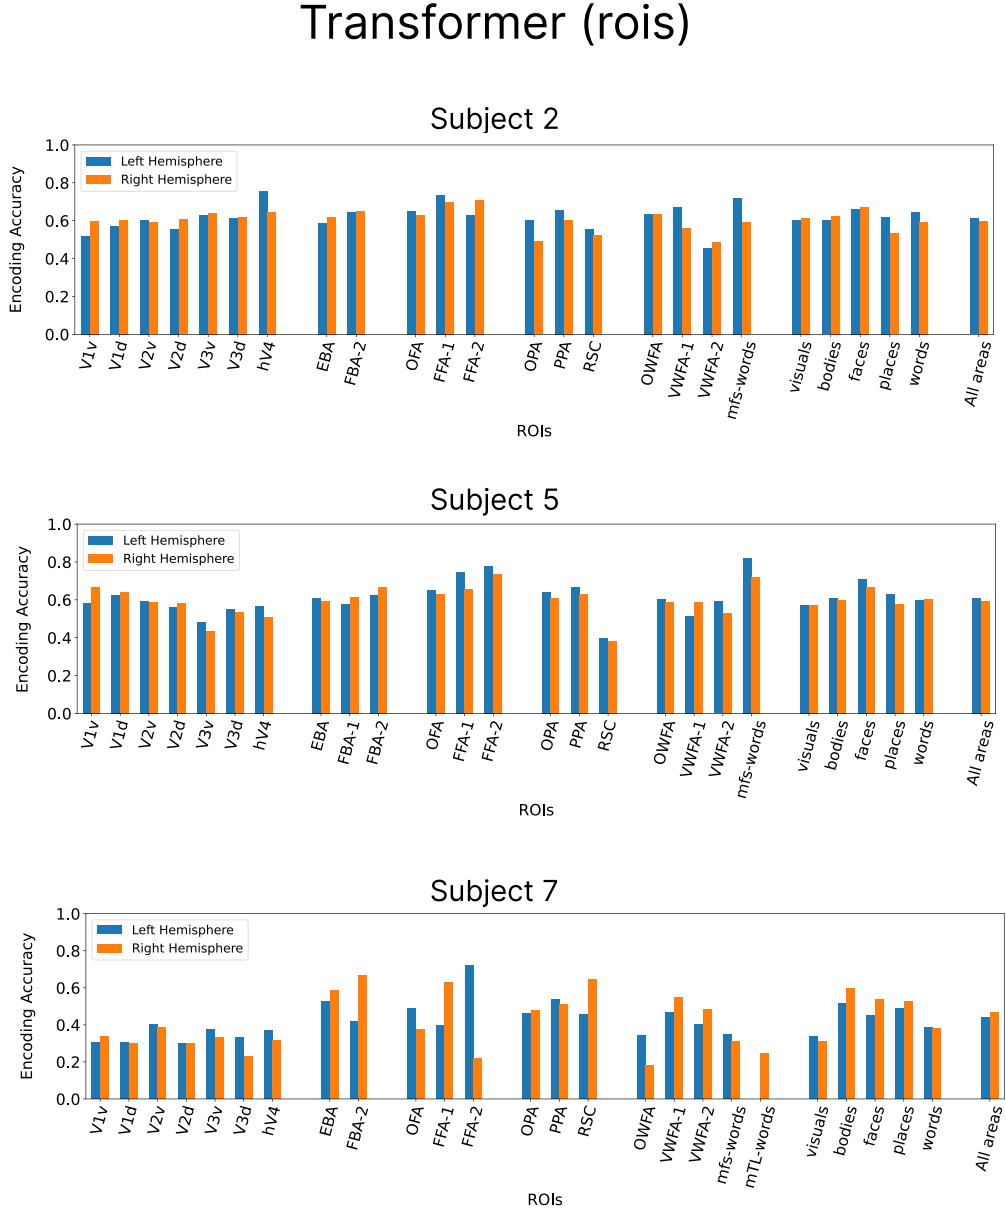 Transformer (rois)
Subject 2
Encoding Accuracy
1.0
0.8
0.6
0.4
0.2
0.0
Left Hemisphere
Right Hemisphere
V1v V1d V2v V2d V3v V3d hV4 EBA FBA-2 OFA FFA-1 FFA-2 OPA PPA RSC OWFA VWFA-1 VWFA-2 mfs-words visuals bodies faces places words All areas
ROIs
Subject 5
Encoding Accuracy
1.0
0.8
0.6
0.4
0.2
0.0
Left Hemisphere
Right Hemisphere
V1v V1d V2v V2d V3v V3d hV4 EBA FBA-1 FBA-2 OFA FFA-1 FFA-2 OPA PPA RSC OWFA VWFA-1 VWFA-2 mfs-words visuals bodies faces places words All areas
ROIs
Subject 7
Encoding Accuracy
1.0
0.8
0.6
0.4
0.2
0.0
Left Hemisphere
Right Hemisphere
V1v V1d V2v V2d V3v V3d hV4 EBA FBA-2 OFA FFA-1 FFA-2 OPA PPA RSC OWFA VWFA-1 VWFA-2 mfs-words mTL-words visuals bodies faces places words All areas
ROIs